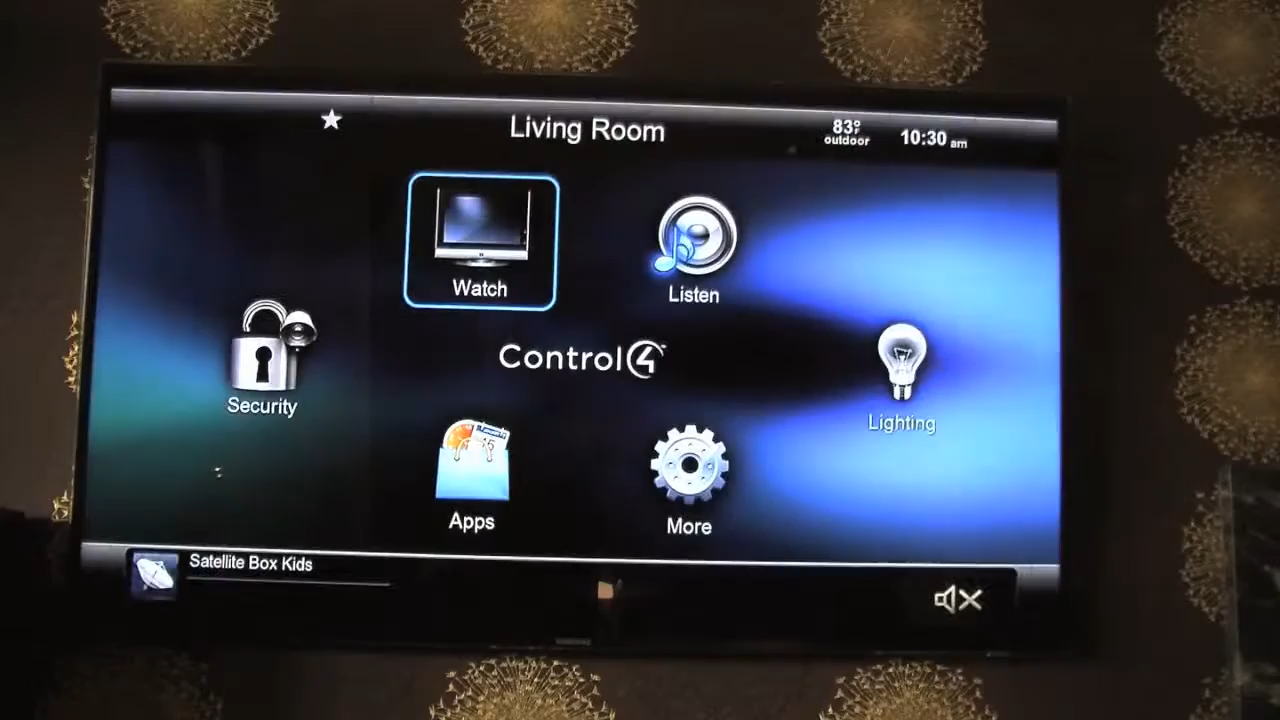 Living Room
83°
outdoor
10:30 am
Watch
Listen
Security
Control4
Lighting
Apps
More
Satellite Box Kids